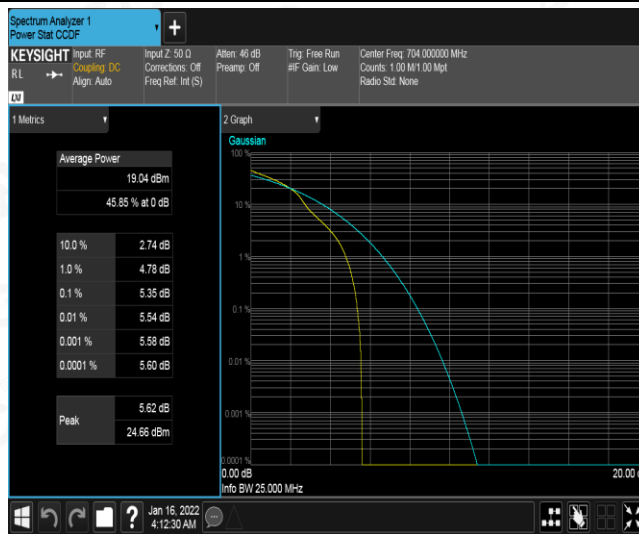 Spectrum Analyzer 1
Power Stat CCDF
+
KEYSIGHT
RL
LXI
Input: RF
Coupling: DC
Align: Auto
Input Z: 50 Ω
Corrections: Off
Freq Ref: Int (S)
Atten: 46 dB
Preamp: Off
Trig: Free Run
#IF Gain: Low
Center Freq: 704.000000 MHz
Counts: 1.00 M/1.00 Mpt
Radio Std: None
1 Metrics
Average Power
19.04 dBm
45.85 % at 0 dB
10.0 % 2.74 dB
1.0 % 4.78 dB
0.1 % 5.35 dB
0.01 % 5.54 dB
0.001 % 5.58 dB
0.0001 % 5.60 dB
Peak
5.62 dB
24.66 dBm
2 Graph
Gaussian
100 %
10 %
1 %
0.1 %
0.01 %
0.001 %
0.0001 %
0.00 dB
20.00
Info BW 25.000 MHz
?
Jan 16, 2022
4:12:30 AM